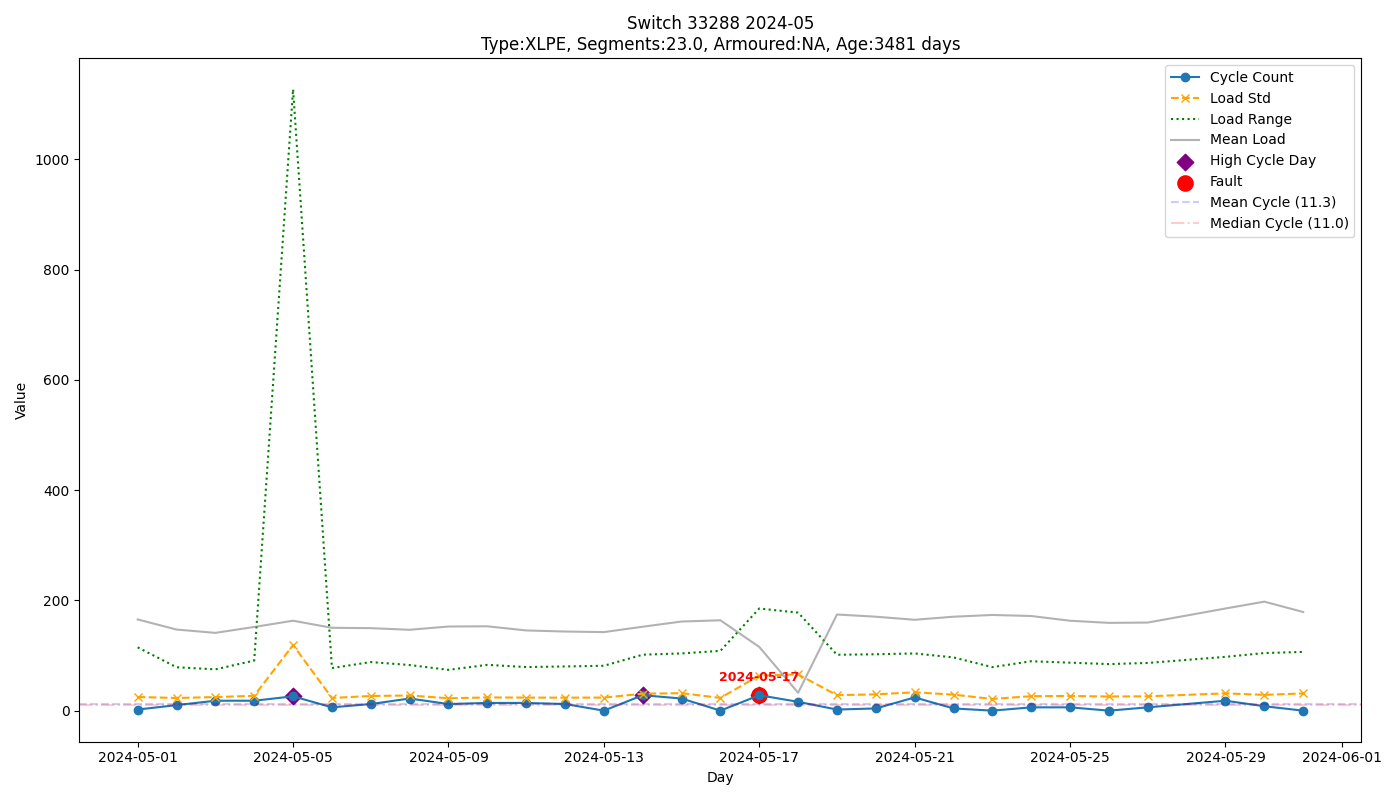 Switch 33288 2024-05
Type:XLPE, Segments:23.0, Armoured:NA, Age:3481 days
Cycle Count
Load Std
Load Range
Mean Load
High Cycle Day
Fault
Mean Cycle (11.3)
Median Cycle (11.0)
Value
1000
800
600
400
200
0
2024-05-17
2024-05-01 2024-05-05 2024-05-09 2024-05-13 2024-05-17 2024-05-21 2024-05-25 2024-05-29 2024-06-01
Day